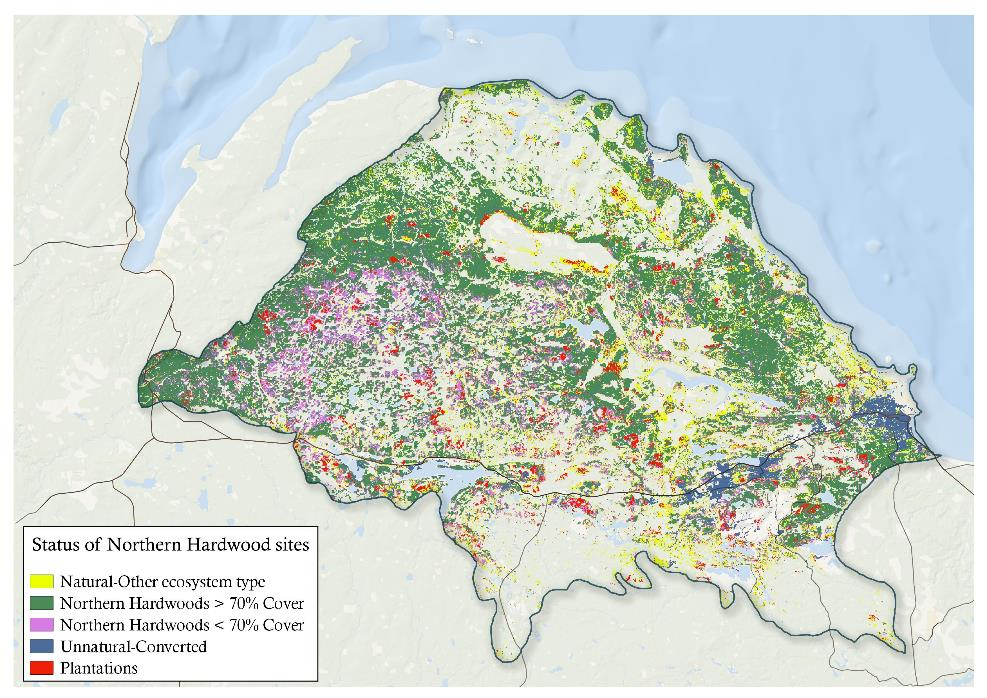 Status of Northern Hardwood sites
Natural-Other ecosystem type
Northern Hardwoods > 70% Cover
Northern Hardwoods < 70% Cover
Unnatural-Converted
Plantations